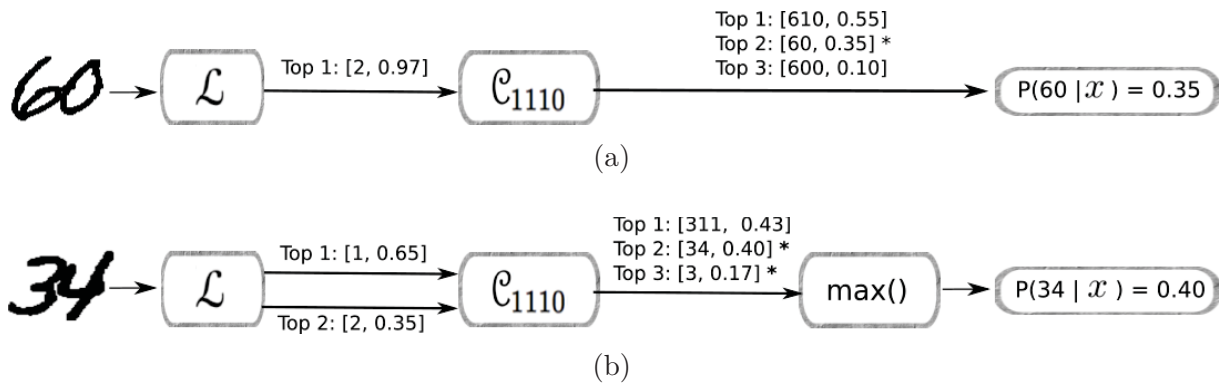 Top 1: [610, 0.55]
Top 2: [60, 0.35] *
Top 3: [600, 0.10]
60
ℒ
Top 1: [2, 0.97]
𝒞1110
P(60 | x ) = 0.35
(a)
Top 1: [311, 0.43]
Top 2: [34, 0.40] *
Top 3: [3, 0.17] *
34
ℒ
Top 1: [1, 0.65]
Top 2: [2, 0.35]
𝒞1110
max()
P(34 | x ) = 0.40
(b)